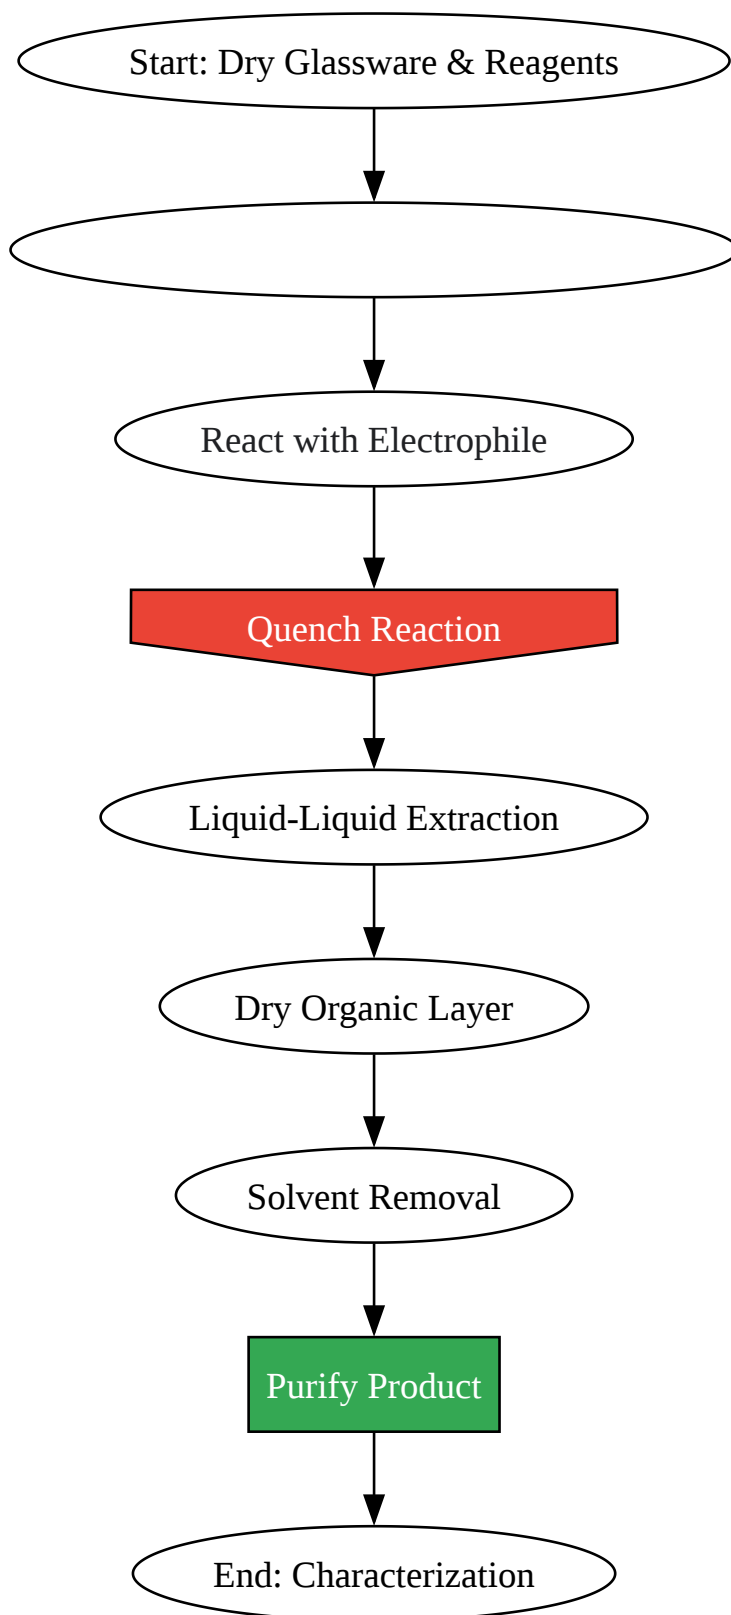 Start: Dry Glassware & Reagents
React with Electrophile
Quench Reaction
Liquid-Liquid Extraction
Dry Organic Layer
Solvent Removal
Purify Product
End: Characterization